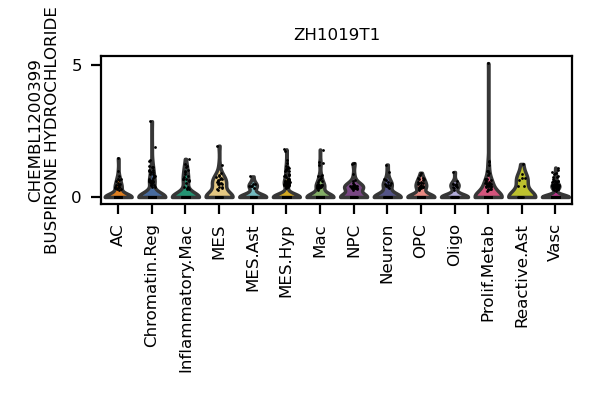 ZH1019T1
CHEMBL1200399
BUSPIRONE HYDROCHLORIDE
5
0
AC
Chromatin.Reg
Inflammatory.Mac
MES
MES.Ast
MES.Hyp
Mac
NPC
Neuron
OPC
Oligo
Prolif.Metab
Reactive.Ast
Vasc